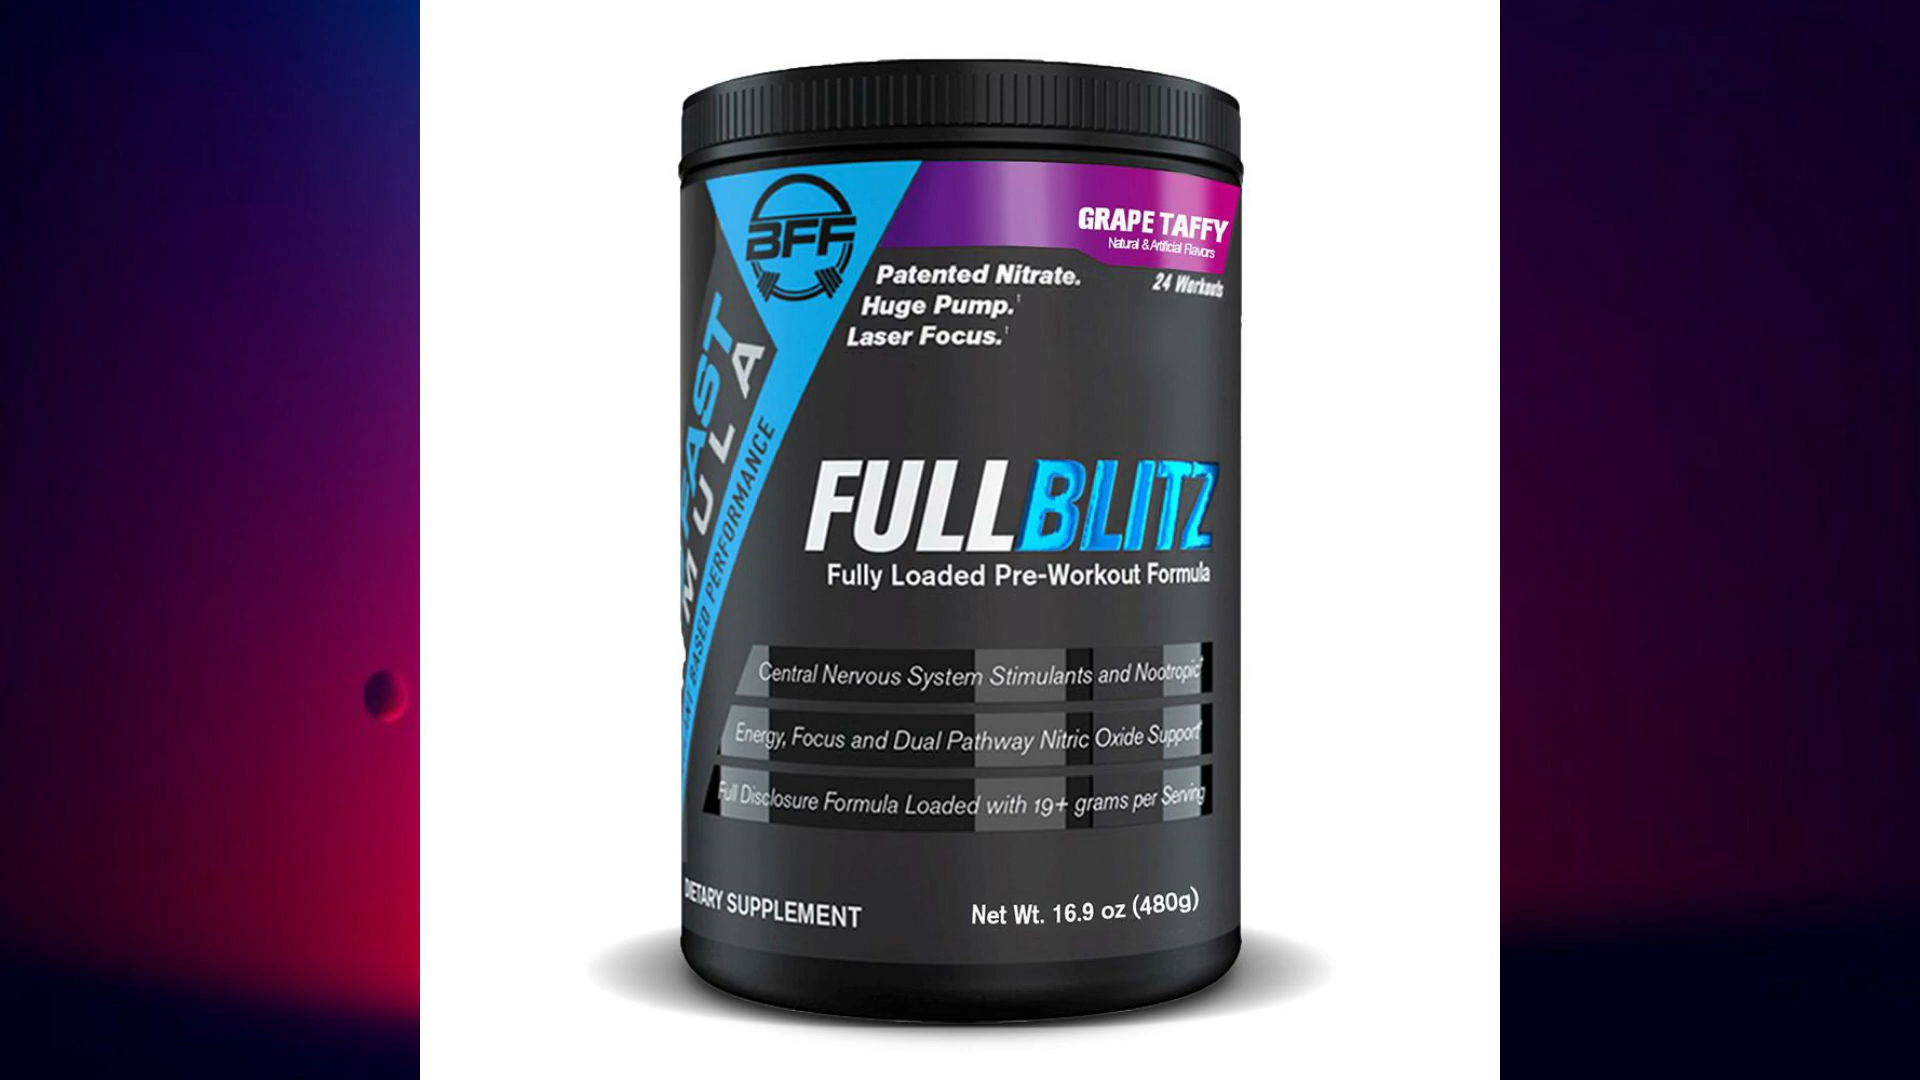 BFF
GRAPE TAFFY
Natural & Artificial Flavors
24 Workouts
Patented Nitrate.
Huge Pump.†
Laser Focus.†
FAST
MULA
BASED PERFORMANCE
FULLBLITZ
Fully Loaded Pre-Workout Formula
Central Nervous System Stimulants and Nootropic†
Energy, Focus and Dual Pathway Nitric Oxide Support†
Full Disclosure Formula Loaded with 19+ grams per Serving
DIETARY SUPPLEMENT
Net Wt. 16.9 oz (480g)